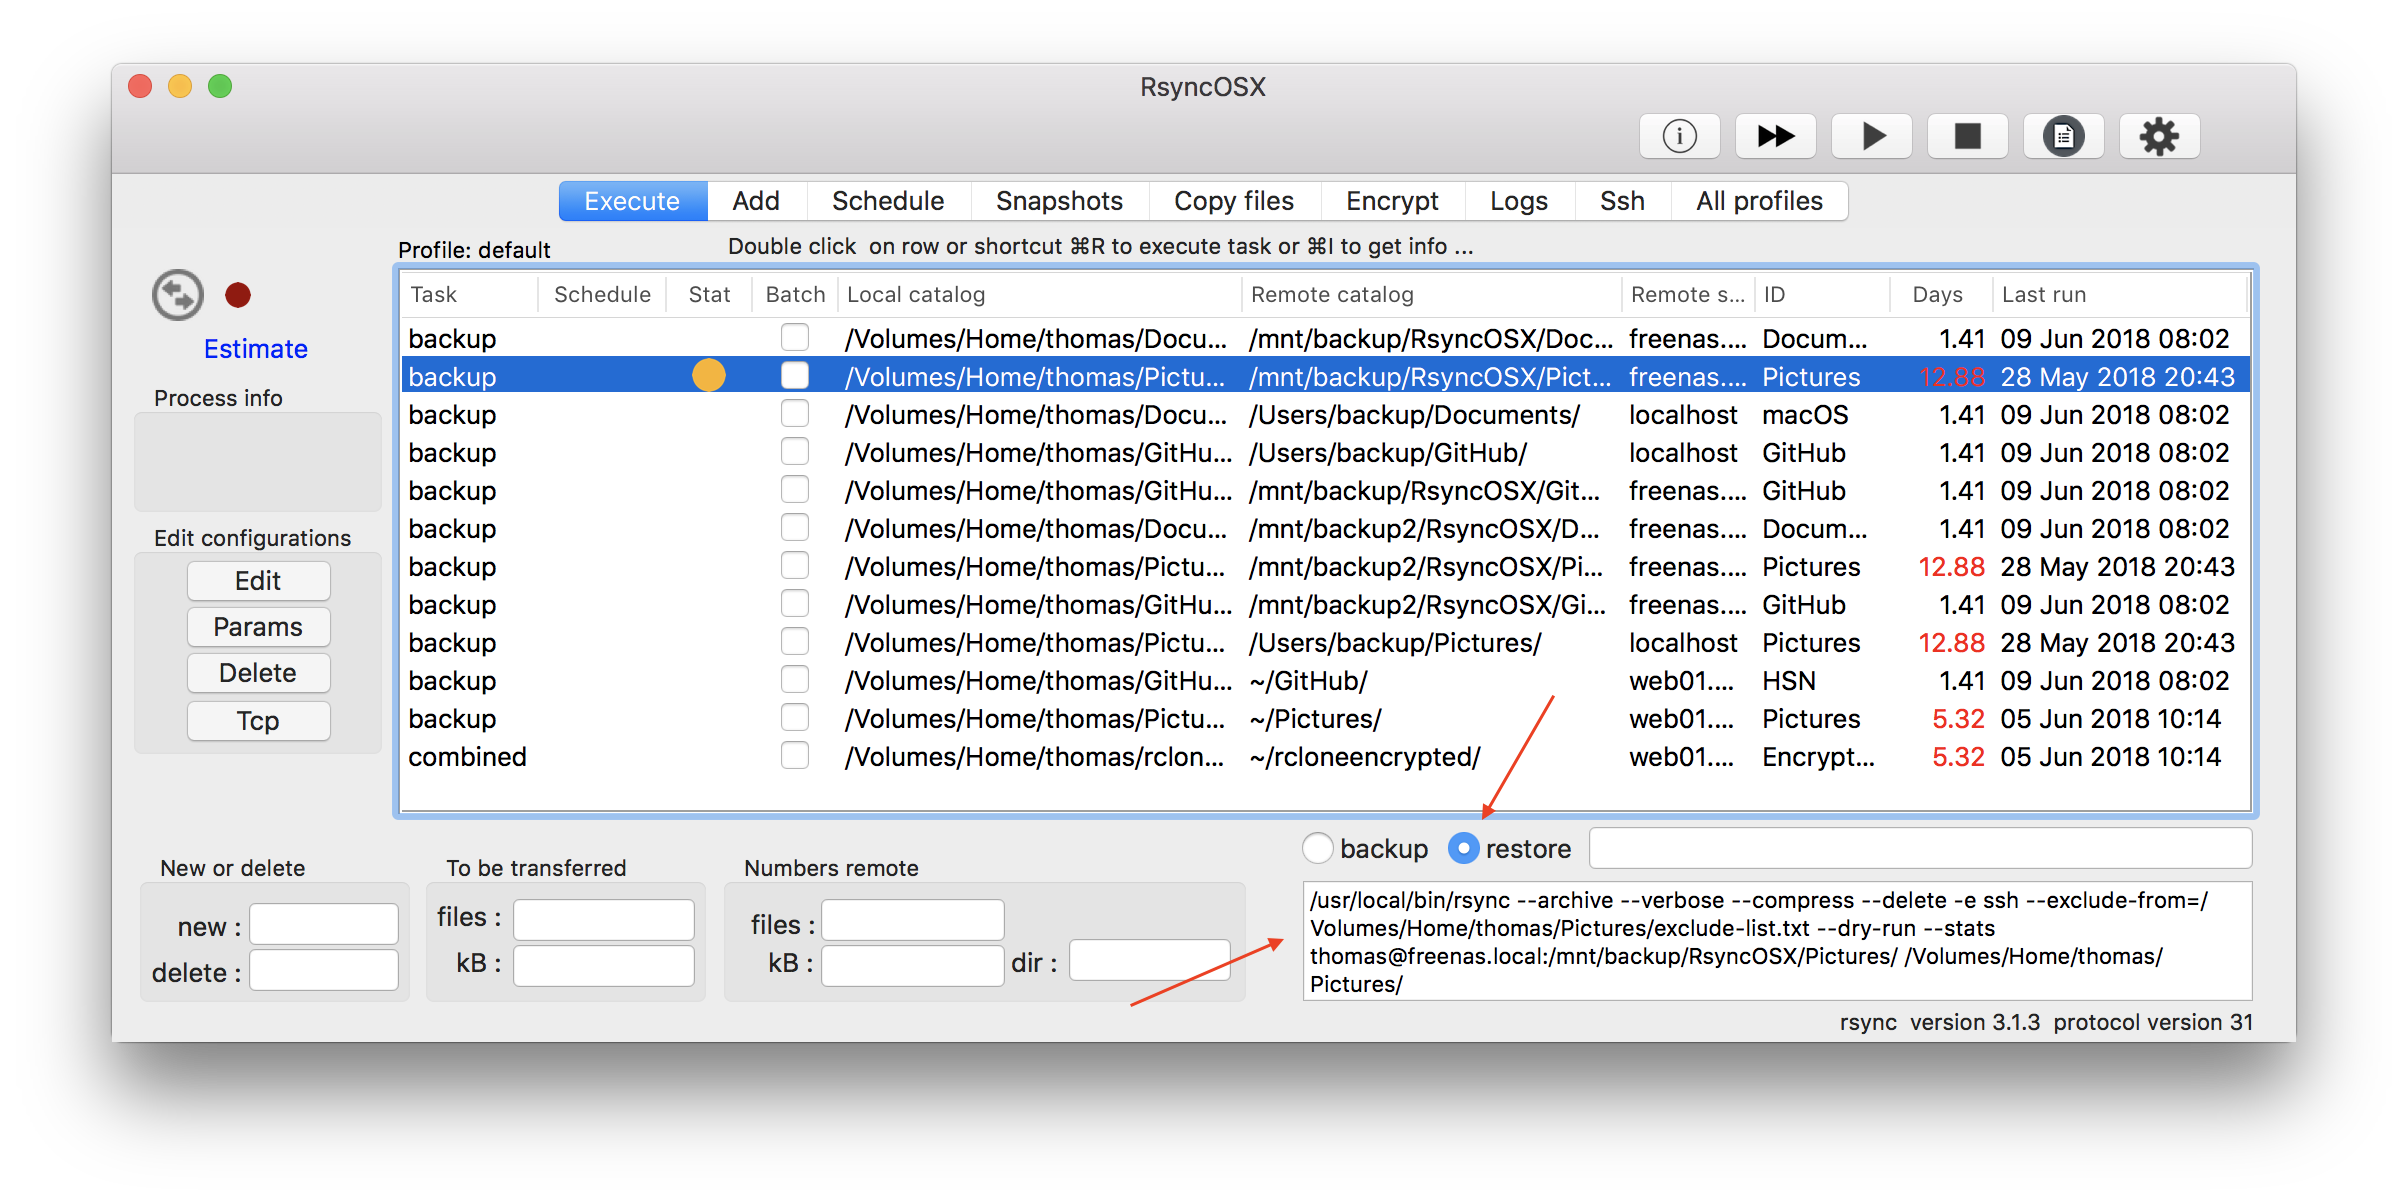 RsyncOSX
Execute Add Schedule Snapshots Copy files Encrypt Logs Ssh All profiles
Profile: default Double click on row or shortcut ⌘R to execute task or ⌘I to get info ...
Estimate
Process info
Edit configurations
Edit
Params
Delete
Tcp
Task Schedule Stat Batch Local catalog Remote catalog Remote s... ID Days Last run
backup /Volumes/Home/thomas/Docu... /mnt/backup/RsyncOSX/Doc... freenas.... Docum... 1.41 09 Jun 2018 08:02
backup /Volumes/Home/thomas/Pictu... /mnt/backup/RsyncOSX/Pict... freenas.... Pictures 12.88 28 May 2018 20:43
backup /Volumes/Home/thomas/Docu... /Users/backup/Documents/ localhost macOS 1.41 09 Jun 2018 08:02
backup /Volumes/Home/thomas/GitHu... /Users/backup/GitHub/ localhost GitHub 1.41 09 Jun 2018 08:02
backup /Volumes/Home/thomas/GitHu... /mnt/backup/RsyncOSX/Git... freenas.... GitHub 1.41 09 Jun 2018 08:02
backup /Volumes/Home/thomas/Docu... /mnt/backup2/RsyncOSX/D... freenas.... Docum... 1.41 09 Jun 2018 08:02
backup /Volumes/Home/thomas/Pictu... /mnt/backup2/RsyncOSX/Pi... freenas.... Pictures 12.88 28 May 2018 20:43
backup /Volumes/Home/thomas/GitHu... /mnt/backup2/RsyncOSX/Gi... freenas.... GitHub 1.41 09 Jun 2018 08:02
backup /Volumes/Home/thomas/Pictu... /Users/backup/Pictures/ localhost Pictures 12.88 28 May 2018 20:43
backup /Volumes/Home/thomas/GitHu... ~/GitHub/ web01.... HSN 1.41 09 Jun 2018 08:02
backup /Volumes/Home/thomas/Pictu... ~/Pictures/ web01.... Pictures 5.32 05 Jun 2018 10:14
combined /Volumes/Home/thomas/rclon... ~/rcloneencrypted/ web01.... Encrypt... 5.32 05 Jun 2018 10:14
backup restore
New or delete
new :
delete :
To be transferred
files :
kB :
Numbers remote
files :
kB : dir :
/usr/local/bin/rsync --archive --verbose --compress --delete -e ssh --exclude-from=/
Volumes/Home/thomas/Pictures/exclude-list.txt --dry-run --stats
thomas@freenas.local:/mnt/backup/RsyncOSX/Pictures/ /Volumes/Home/thomas/
Pictures/
rsync version 3.1.3 protocol version 31